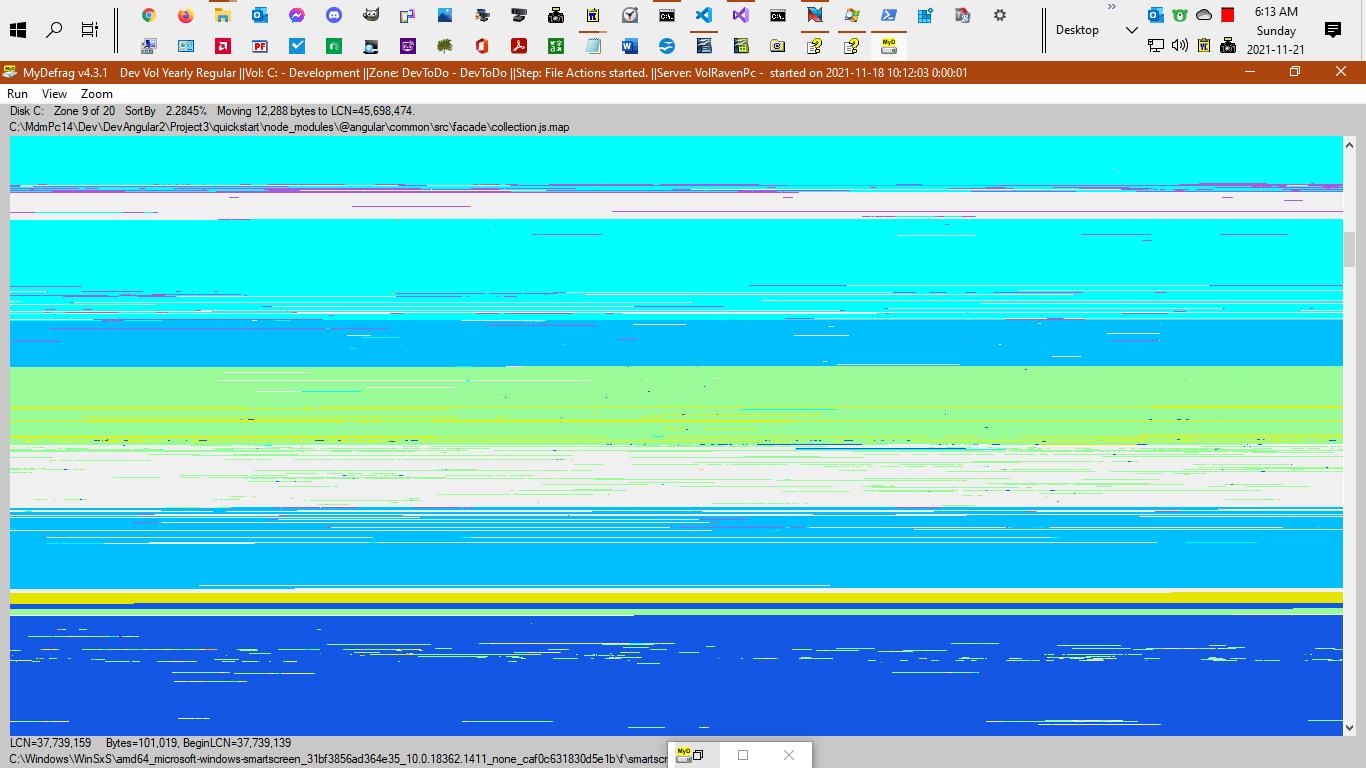 6:13 AM
Desktop
Sunday
2021-11-21
MyDefrag v4.3.1 Dev Vol Yearly Regular ||Vol: C: - Development ||Zone: DevToDo - DevToDo ||Step: File Actions started. ||Server: VolRavenPc - started on 2021-11-18 10:12:03 0:00:01
Run View Zoom
Disk C: Zone 9 of 20 SortBy 2.2845% Moving 12,288 bytes to LCN=45,698,474.
C:\MdmPc14\Dev\DevAngular2\Project3\quickstart\node_modules\@angular\common\src\facade\collection.js.map
LCN=37,739,159 Bytes=101,019, BeginLCN=37,739,139
C:\Windows\WinSxS\amd64_microsoft-windows-smartscreen_31bf3856ad364e35_10.0.18362.1411_none_caf0c631830d5e1b\f\smartscr